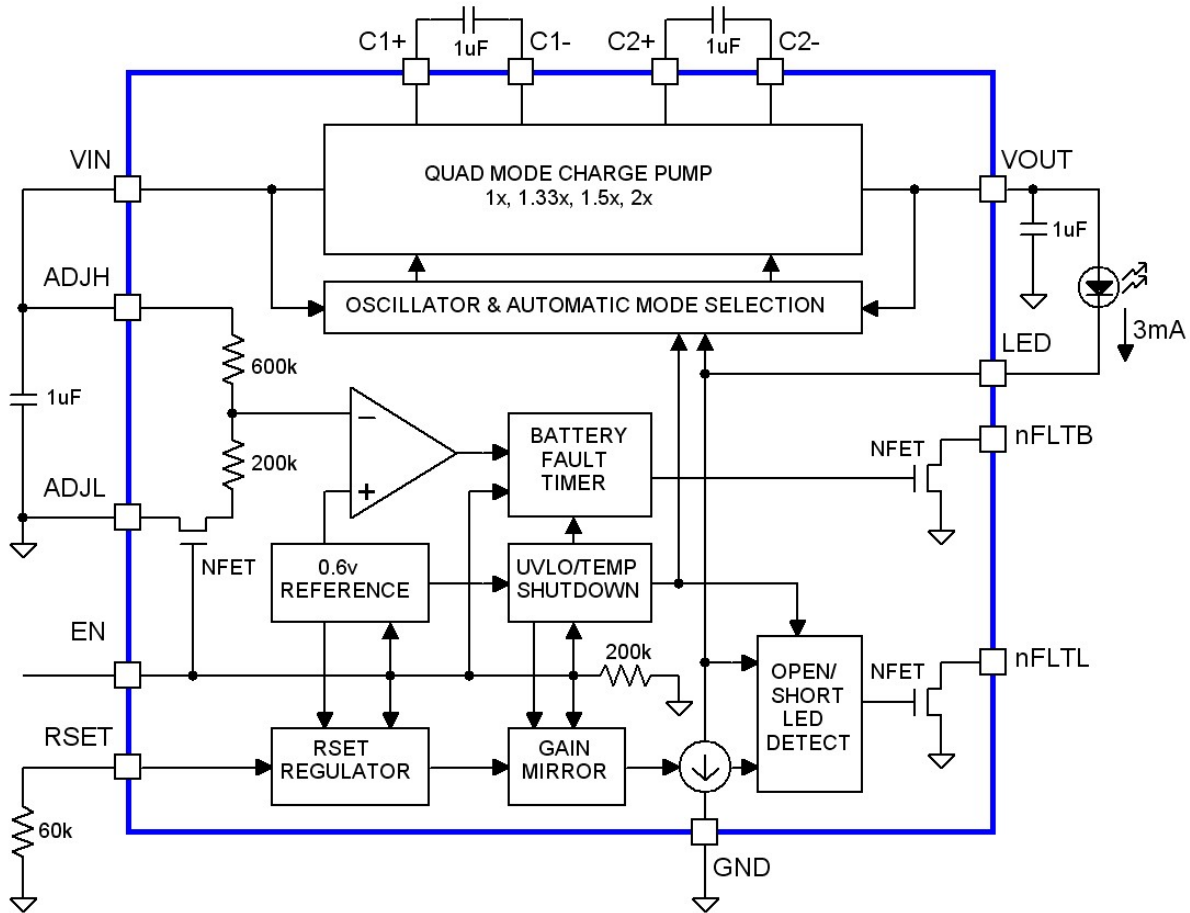 C1+
1uF
C1-
C2+
1uF
C2-
VIN
QUAD MODE CHARGE PUMP
1x, 1.33x, 1.5x, 2x
VOUT
1uF
ADJH
OSCILLATOR & AUTOMATIC MODE SELECTION
3mA
LED
600k
1uF
BATTERY
FAULT
TIMER
nFLTB
NFET
200k
ADJL
NFET
0.6v
REFERENCE
UVLO/TEMP
SHUTDOWN
EN
200k
nFLTL
NFET
OPEN/
SHORT
LED
DETECT
RSET
RSET
REGULATOR
GAIN
MIRROR
60k
GND